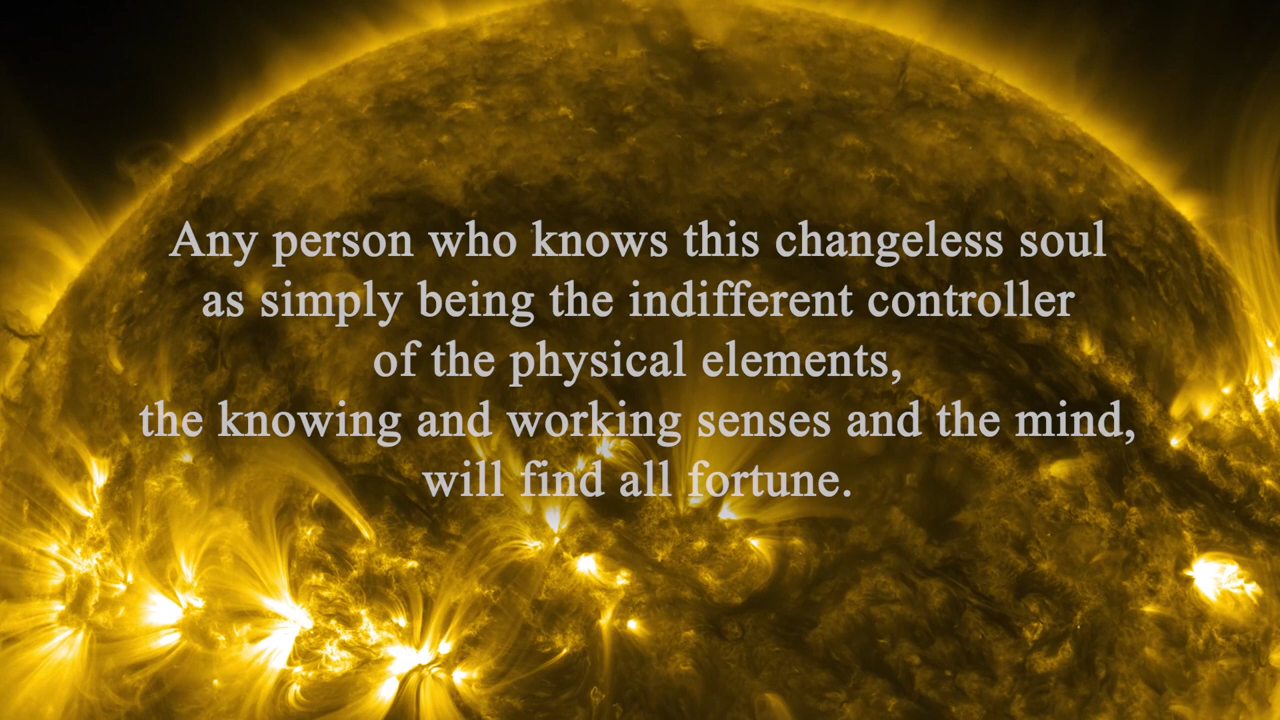 Any person who knows this changeless soul
as simply being the indifferent controller
of the physical elements,
the knowing and working senses and the mind,
will find all fortune.